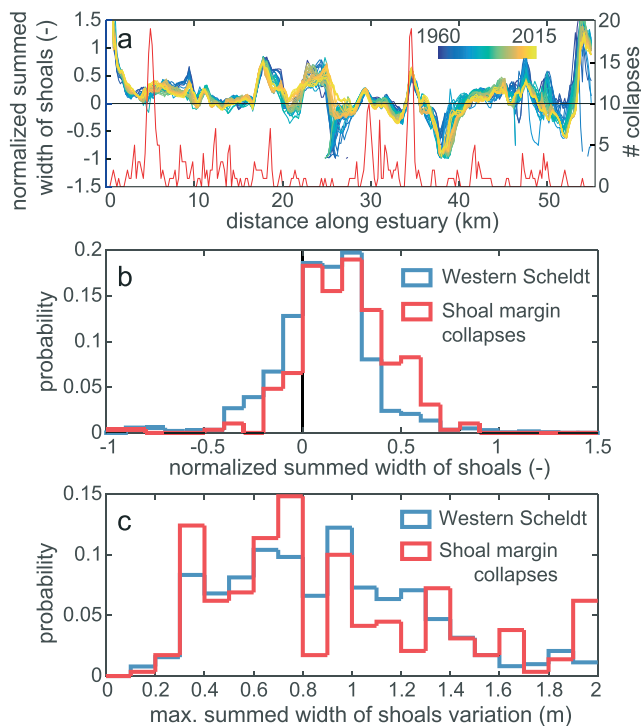 a
1960 2015
normalized summed
width of shoals (-)
1.5
1
0.5
0
-0.5
-1
-1.5
20
15
10
5
0
# collapses
0 10 20 30 40 50
distance along estuary (km)
b
Western Scheldt
Shoal margin
collapses
probability
0.2
0.15
0.1
0.05
0
-1 -0.5 0 0.5 1 1.5
normalized summed width of shoals (-)
c
Western Scheldt
Shoal margin
collapses
probability
0.15
0.1
0.05
0
0 0.2 0.4 0.6 0.8 1 1.2 1.4 1.6 1.8 2
max. summed width of shoals variation (m)